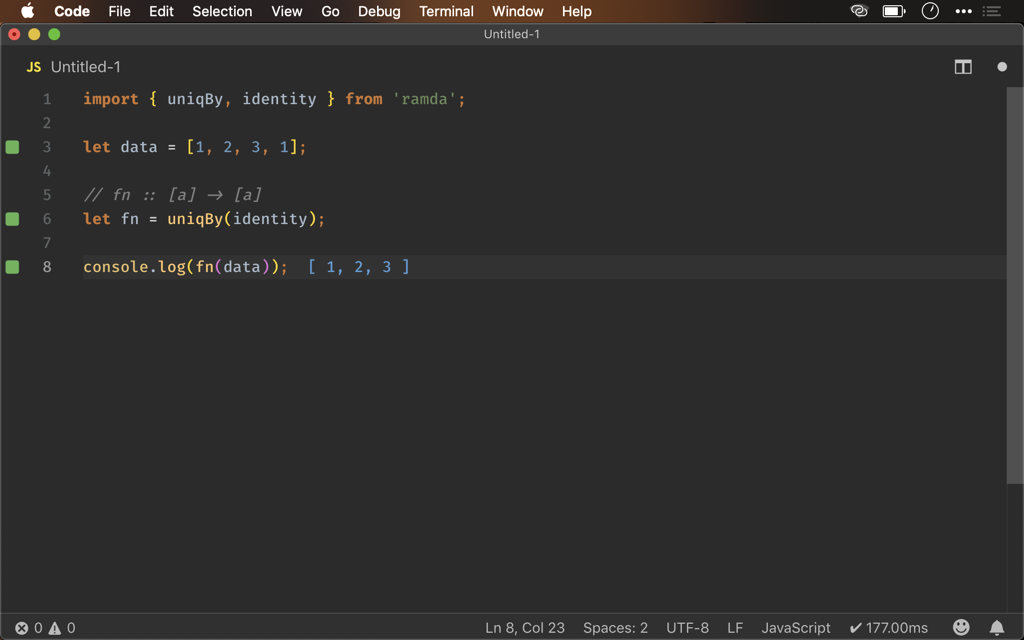 Code File Edit Selection View Go Debug Terminal Window Help
Untitled-1
JS Untitled-1
1 import { uniqBy, identity } from 'ramda';
2
3 let data = [1, 2, 3, 1];
4
5 // fn :: [a] → [a]
6 let fn = uniqBy(identity);
7
8 console.log(fn(data)); [ 1, 2, 3 ]
0 0 Ln 8, Col 23 Spaces: 2 UTF-8 LF JavaScript ✔ 177.00ms